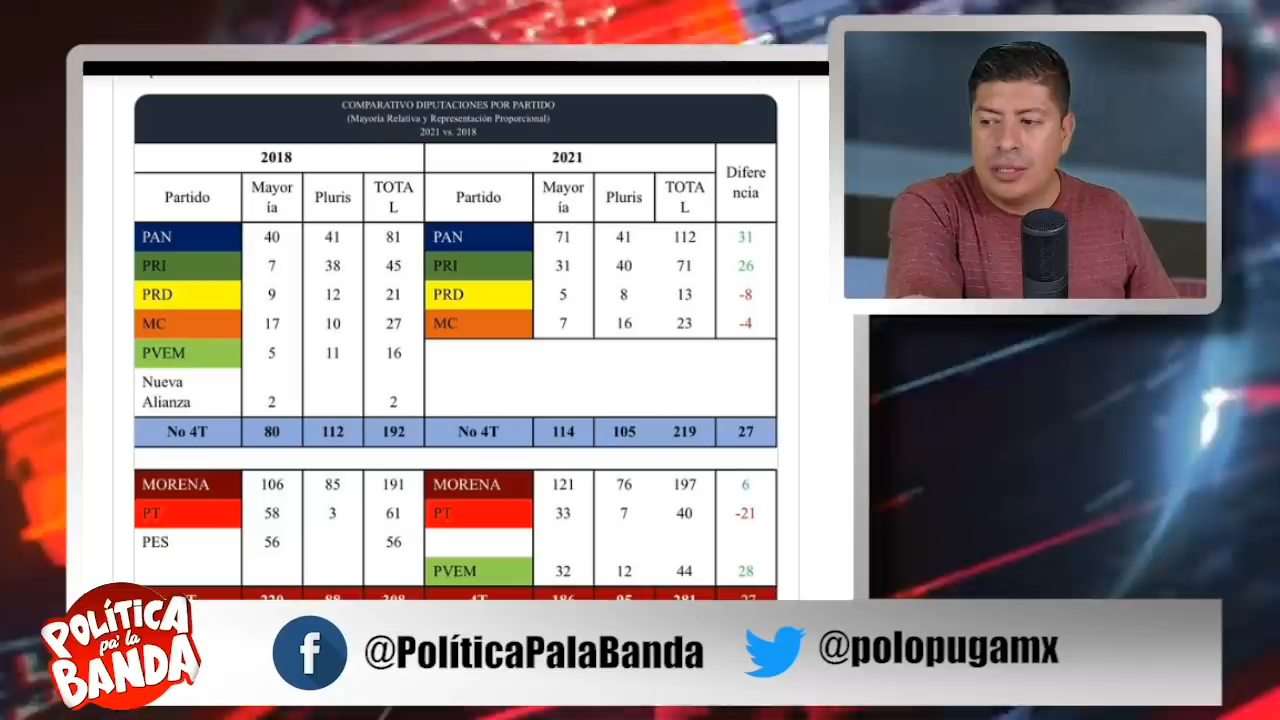 COMPARATIVO DIPUTACIONES POR PARTIDO
(Mayoría Relativa y Representación Proporcional)
2021 vs. 2018
2018 2021 Difere
ncia
Partido Mayor
ía Pluris TOTA
L Partido Mayor
ía Pluris TOTA
L
PAN 40 41 81 PAN 71 41 112 31
PRI 7 38 45 PRI 31 40 71 26
PRD 9 12 21 PRD 5 8 13 -8
MC 17 10 27 MC 7 16 23 -4
PVEM 5 11 16
Nueva
Alianza 2 2
No 4T 80 112 192 No 4T 114 105 219 27
MORENA 106 85 191 MORENA 121 76 197 6
PT 58 3 61 PT 33 7 40 -21
PES 56 56
PVEM 32 12 44 28
POLÍTICA
pa' la
BANDA
@PolíticaPalaBanda
@polopugamx